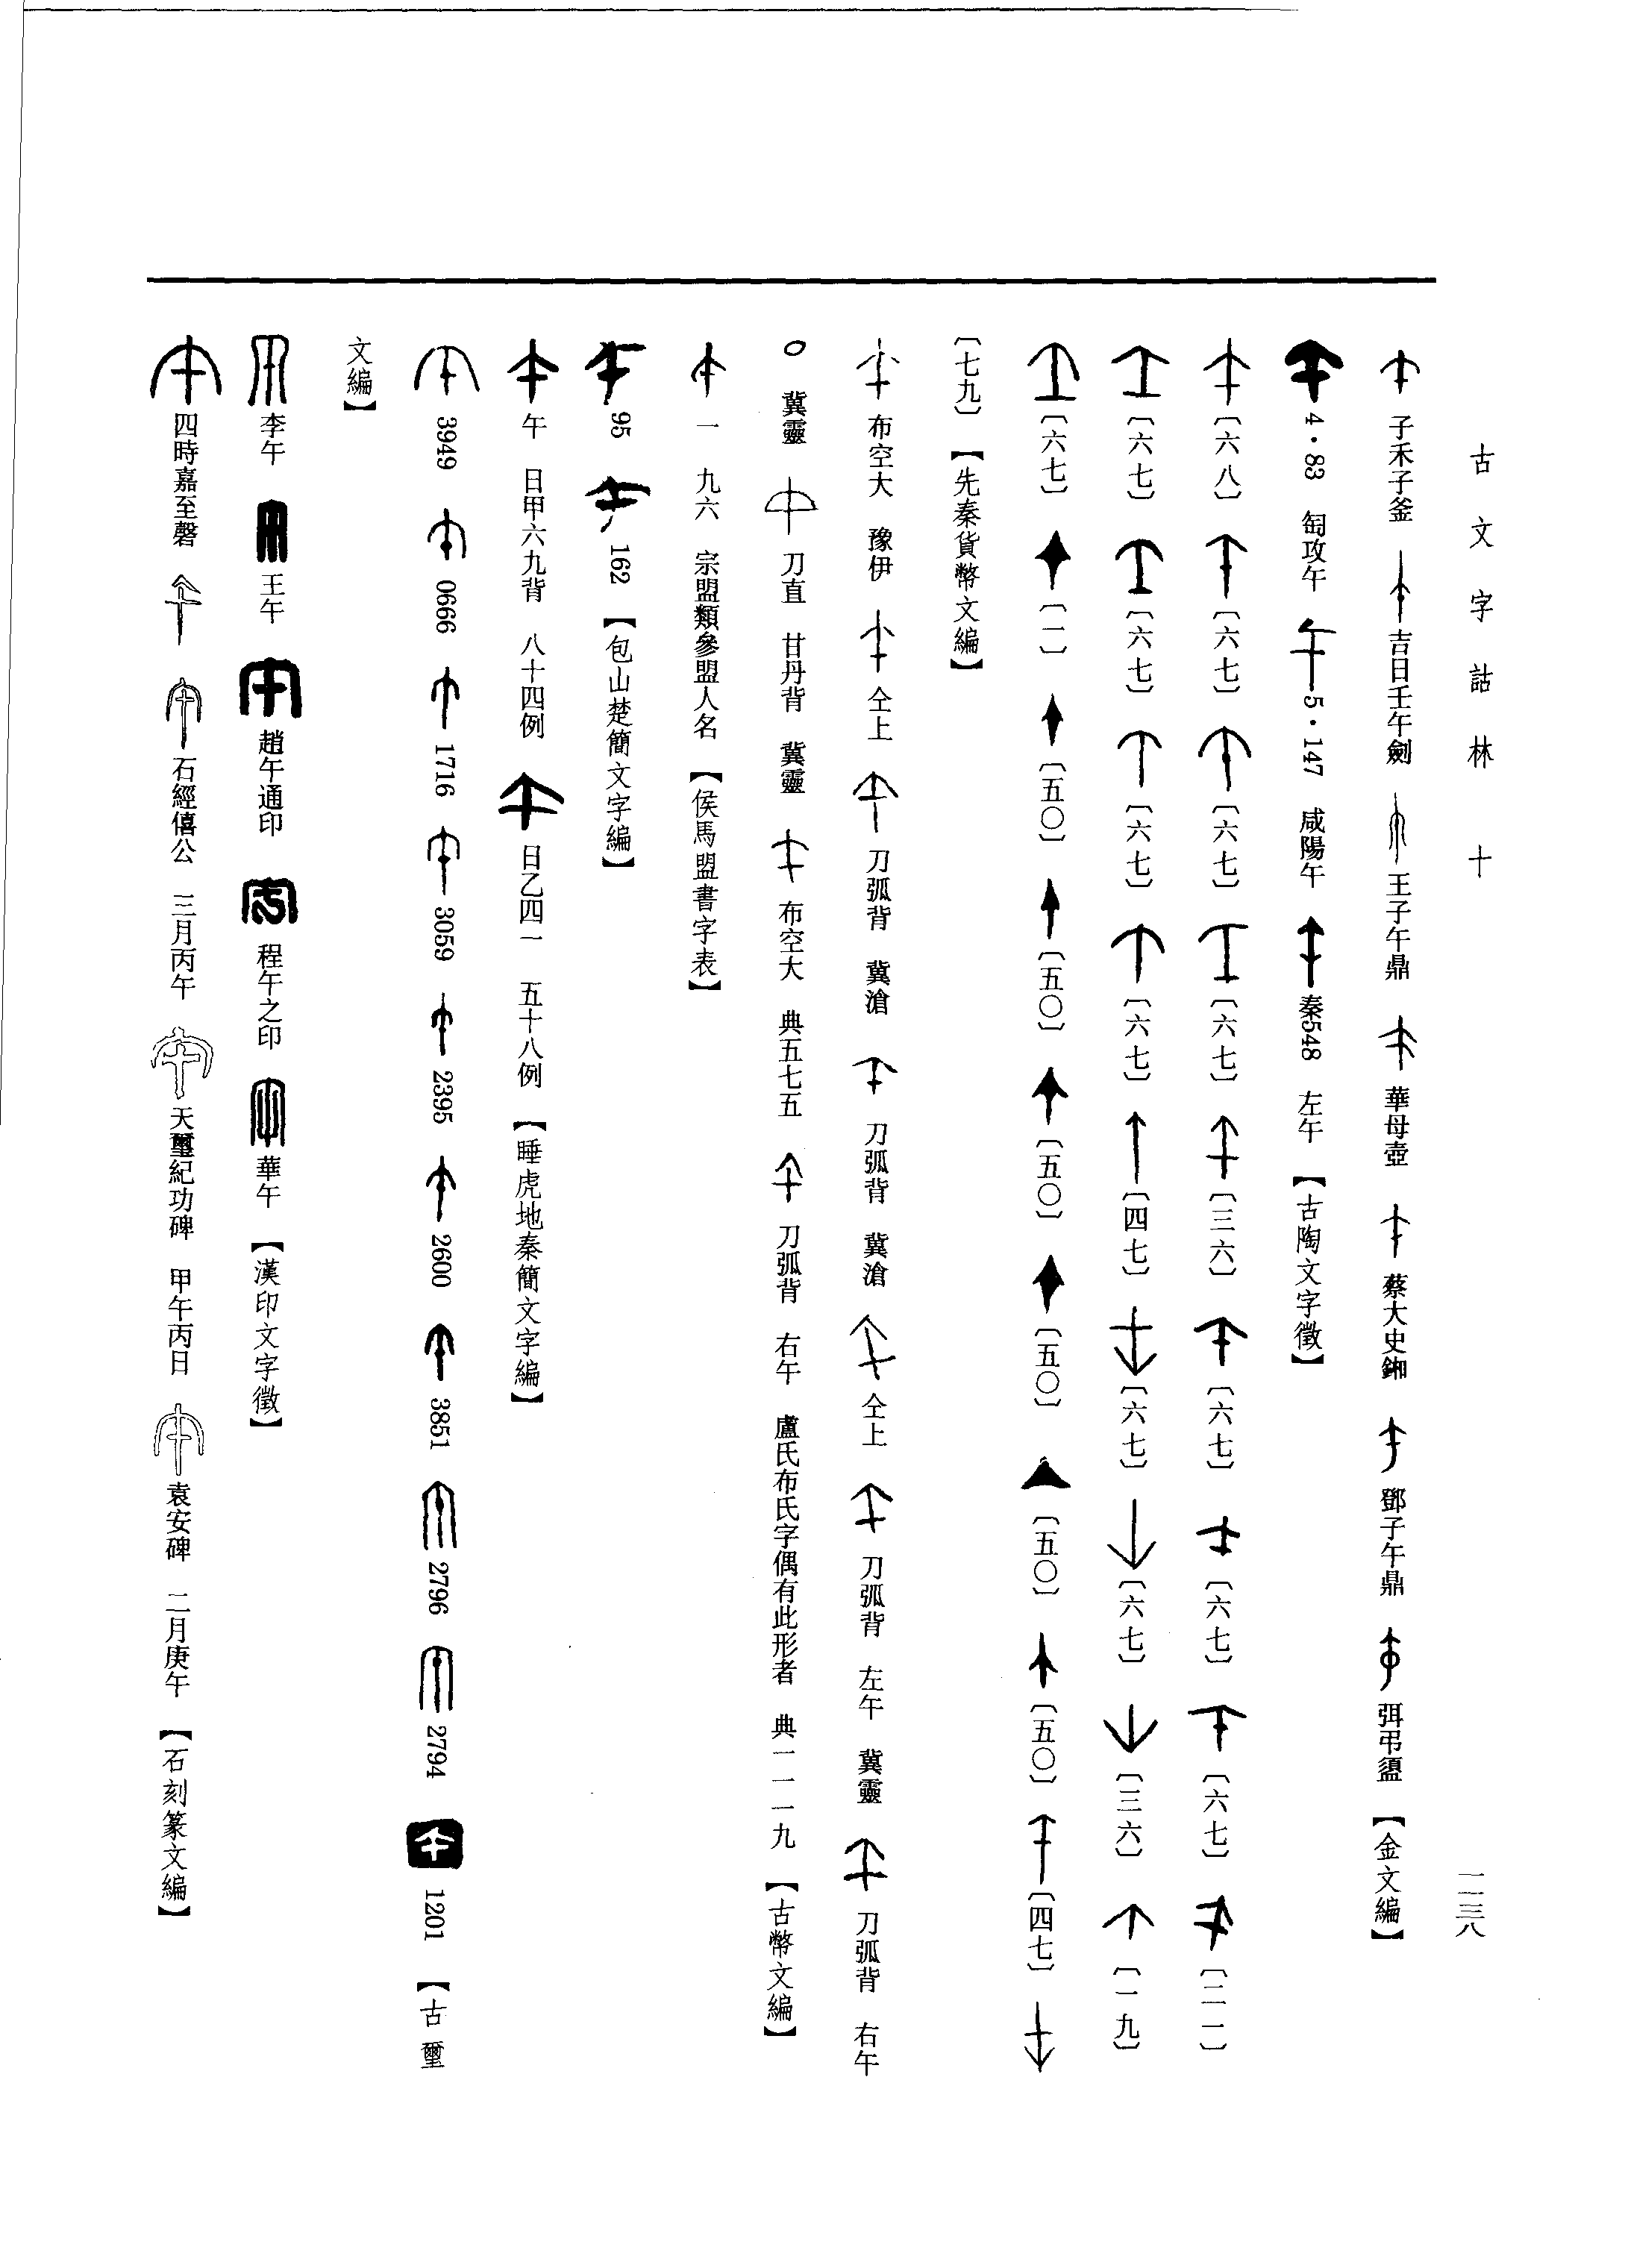 古文字詁林 十
一一三八
子禾子釜 吉日壬午劍 王子午鼎 華母壺 蔡大史鉚 鄧子午鼎 弭弔盨 【金文編】
4·83 匋攻午 5·147 咸陽午 秦548 左午 【古陶文字徵】
〔六八〕 〔六七〕 〔六七〕 〔六七〕 〔三六〕 〔六七〕 〔六七〕 〔六七〕 〔二一〕
〔六七〕 〔六七〕 〔六七〕 〔六七〕 〔四七〕 〔六七〕 〔六七〕 〔三六〕 〔一九〕
〔六七〕 〔一〕 〔五〇〕 〔五〇〕 〔五〇〕 〔五〇〕 〔五〇〕 〔五〇〕 〔四七〕
〔七九〕 【先秦貨幣文編】
布空大 豫伊 仝上 刀弧背 冀滄 刀弧背 冀滄 仝上 刀弧背 左午 冀靈 刀弧背 右午
冀靈 刀直 甘丹背 冀靈 布空大 典五七五 刀弧背 右午 盧氏布氏字偶有此形者 典一一一九 【古幣文編】
一 九六 宗盟類參盟人名 【侯馬盟書字表】
95 162 【包山楚簡文字編】
午 日甲六九背 八十四例 日乙四一 五十八例 【睡虎地秦簡文字編】
3949 0666 1716 3059 2395 2600 3851 2796 2794 1201 【古璽
文編】
李午 王午 趙午通印 程午之印 華午 【漢印文字徵】
四時嘉至磬 石經僖公 三月丙午 天璽紀功碑 甲午丙日 袁安碑 二月庚午 【石刻篆文編】